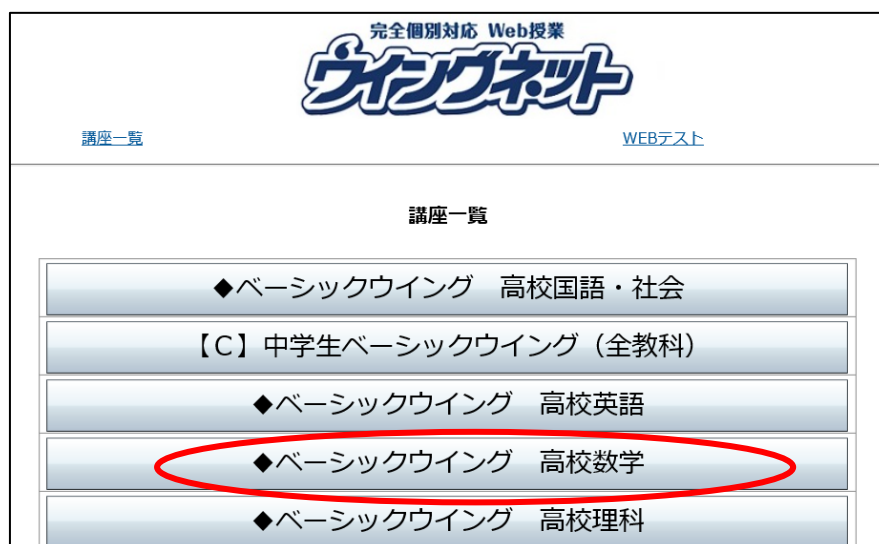 完全個別対応 Web授業
ウイングネット
講座一覧 WEBテスト
講座一覧
◆ベーシックウイング　高校国語・社会
【C】中学生ベーシックウイング（全教科）
◆ベーシックウイング　高校英語
◆ベーシックウイング　高校数学
◆ベーシックウイング　高校理科